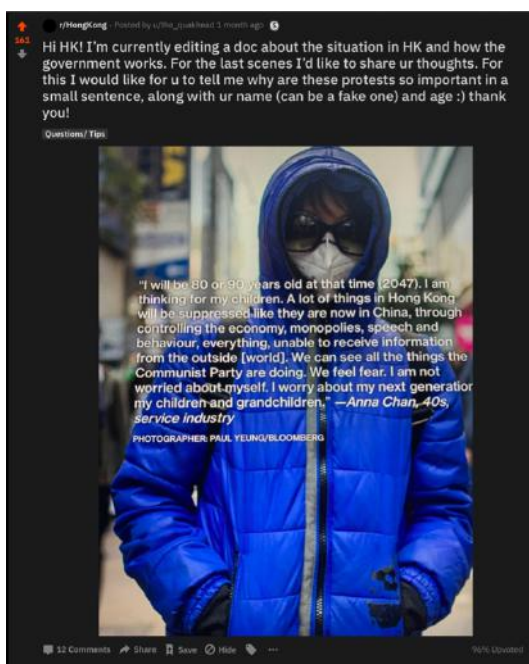 r/HongKong · Posted by u/the_quakhead 1 month ago
161
Hi HK! I'm currently editing a doc about the situation in HK and how the
government works. For the last scenes I'd like to share ur thoughts. For
this I would like for u to tell me why are these protests so important in a
small sentence, along with ur name (can be a fake one) and age :) thank
you!
Questions/ Tips
"I will be 80 or 90 years old at that time (2047). I am
thinking for my children. A lot of things in Hong Kong
will be suppressed like they are now in China, through
controlling the economy, monopolies, speech and
behaviour, everything, unable to receive information
from the outside [world]. We can see all the things the
Communist Party are doing. We feel fear. I am not
worried about myself. I worry about my next generation
my children and grandchildren." —Anna Chan, 40s,
service industry
PHOTOGRAPHER: PAUL YEUNG/BLOOMBERG
12 Comments Share Save Hide ··· 96% Upvoted